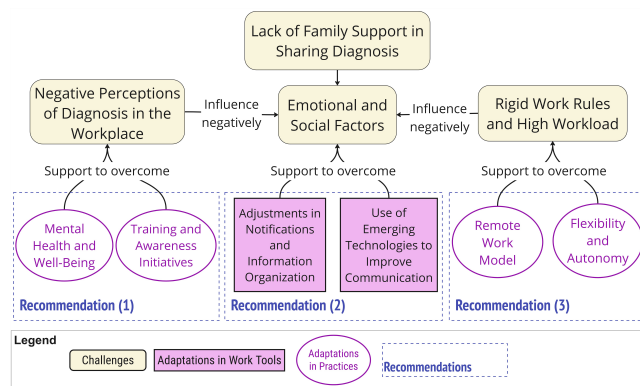 Lack of Family Support in
Sharing Diagnosis
Negative Perceptions
of Diagnosis in the
Workplace
Influence
negatively
Emotional and
Social Factors
Influence
negatively
Rigid Work Rules
and High Workload
Support to overcome
Support to overcome
Support to overcome
Mental
Health and
Well-Being
Training and
Awareness
Initiatives
Adjustments in
Notifications
and
Information
Organization
Use of
Emerging
Technologies to
Improve
Communication
Remote
Work
Model
Flexibility
and
Autonomy
Recommendation (1)
Recommendation (2)
Recommendation (3)
Legend
Challenges
Adaptations in Work Tools
Adaptations
in Practices
Recommendations